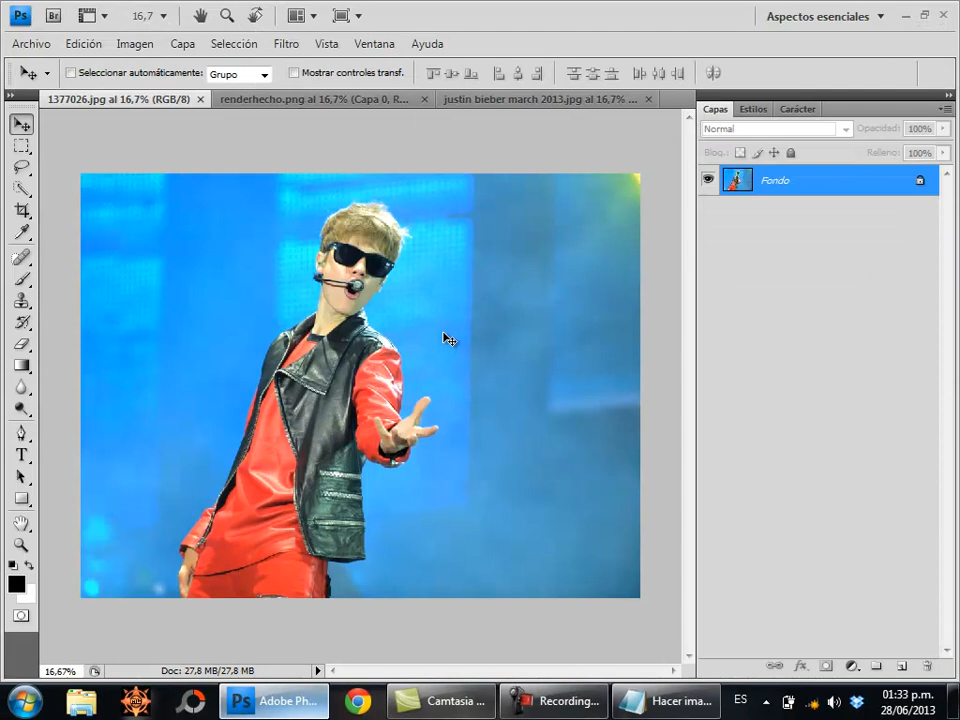 Ps Br 16,7 Aspectos esenciales
Archivo Edición Imagen Capa Selección Filtro Vista Ventana Ayuda
Seleccionar automáticamente: Grupo Mostrar controles transf.
1377026.jpg al 16,7% (RGB/8) renderhecho.png al 16,7% (Capa 0, R... justin bieber march 2013.jpg al 16,7% ...
Capas Estilos Carácter
Normal Opacidad: 100%
Bloq.: Relleno: 100%
Fondo
T
16,67% Doc: 27,8 MB/27,8 MB
Ps Adobe Ph... Camtasia ... Recording... Hacer ima... ES 01:33 p.m.
28/06/2013